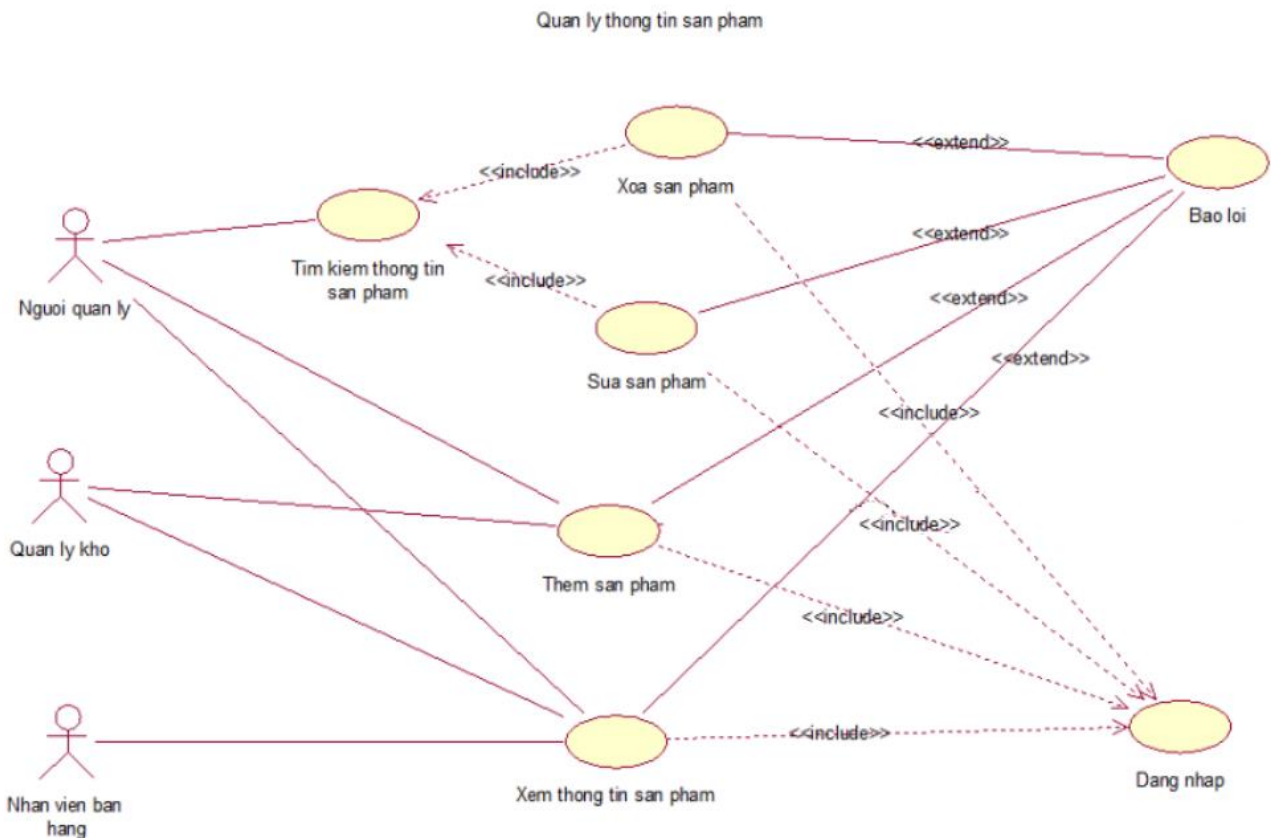 Quan ly thong tin san pham
<<extend>>
<<include>>
Xoa san pham
Bao loi
<<extend>>
Tim kiem thong tin
san pham
<<include>>
Nguoi quan ly
<<extend>>
<<extend>>
Sua san pham
<<include>>
<<include>>
Quan ly kho
Them san pham
<<include>>
<<include>>
Nhan vien ban
hang
Xem thong tin san pham
Dang nhap